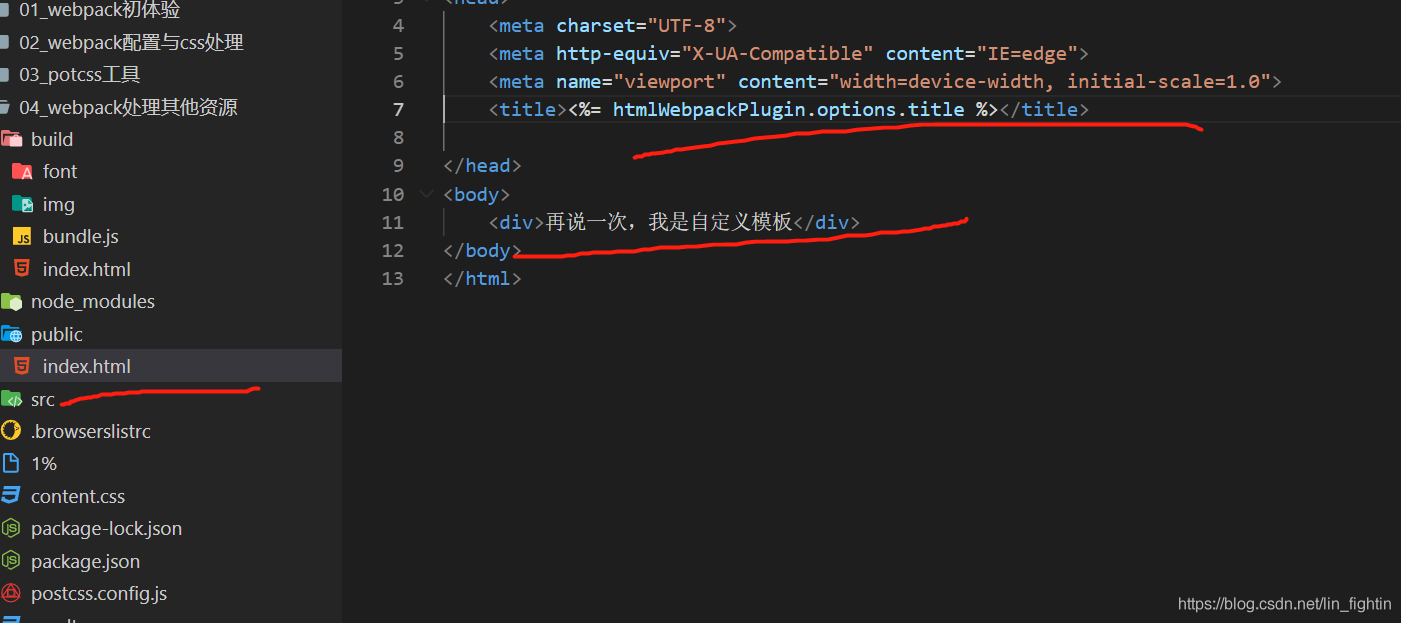 01_webpack初体验
02_webpack配置与css处理
03_potcss工具
04_webpack处理其他资源
build
font
img
bundle.js
index.html
node_modules
public
index.html
src
.browserslistrc
1%
content.css
package-lock.json
package.json
postcss.config.js
3 <head>
4 <meta charset="UTF-8">
5 <meta http-equiv="X-UA-Compatible" content="IE=edge">
6 <meta name="viewport" content="width=device-width, initial-scale=1.0">
7 <title><%= htmlWebpackPlugin.options.title %></title>
8
9 </head>
10 <body>
11 <div>再说一次，我是自定义模板</div>
12 </body>
13 </html>
https://blog.csdn.net/lin_fightin